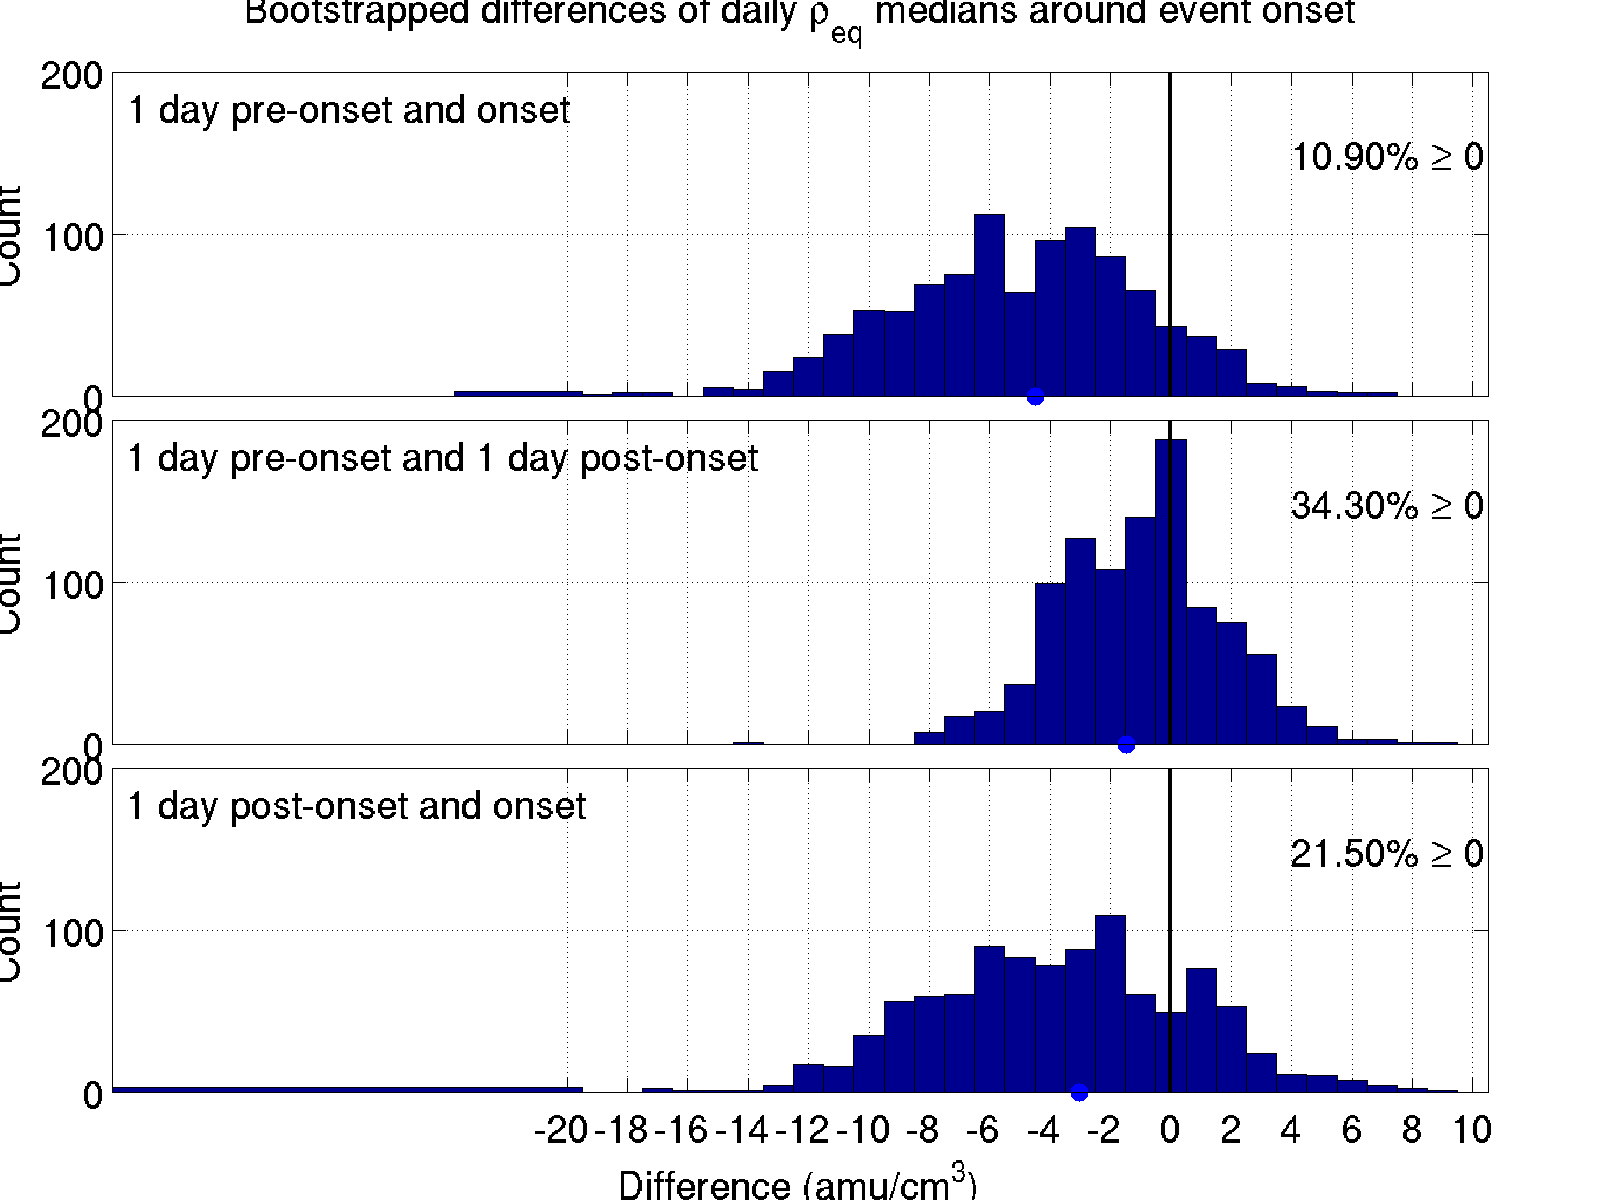 Bootstrapped differences of daily ρeq medians around event onset
200
1 day pre-onset and onset
10.90% ≥ 0
Count
100
0
200
1 day pre-onset and 1 day post-onset
34.30% ≥ 0
Count
100
0
200
1 day post-onset and onset
21.50% ≥ 0
Count
100
0
-20 -18 -16 -14 -12 -10 -8 -6 -4 -2 0 2 4 6 8 10
Difference (amu/cm³)